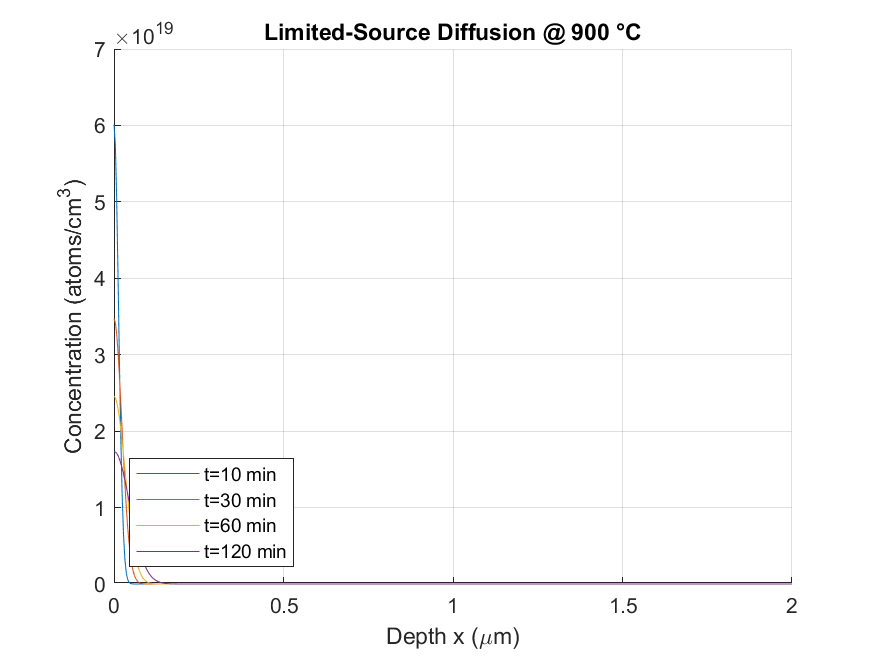 Limited-Source Diffusion @ 900 °C
×10^19
7
6
5
4
3
2
1
0
Concentration (atoms/cm^3)
t=10 min
t=30 min
t=60 min
t=120 min
0 0.5 1 1.5 2
Depth x (μm)